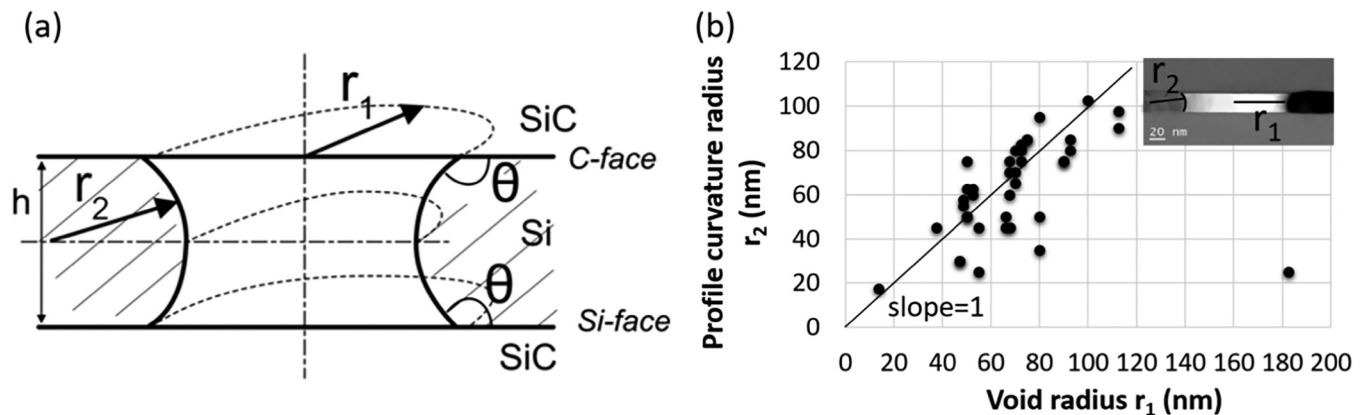 (a)
r₁
SiC
C-face
h
r₂
θ
Si
θ
Si-face
SiC
(b)
Profile curvature radius
r₂ (nm)
120
100
80
60
40
20
0
slope=1
r₂
r₁
20 nm
0 20 40 60 80 100 120 140 160 180 200
Void radius r₁ (nm)